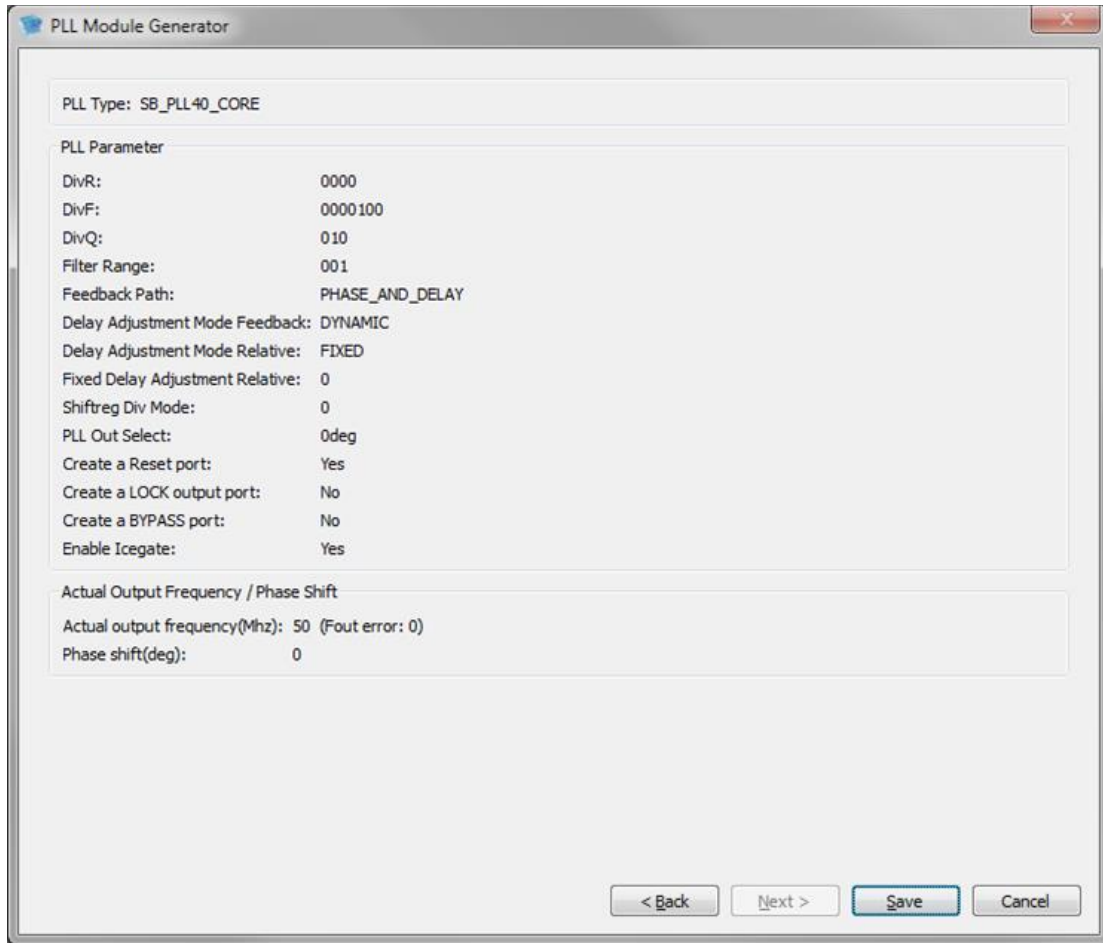 PLL Module Generator
PLL Type: SB_PLL40_CORE
PLL Parameter
DivR: 0000
DivF: 0000100
DivQ: 010
Filter Range: 001
Feedback Path: PHASE_AND_DELAY
Delay Adjustment Mode Feedback: DYNAMIC
Delay Adjustment Mode Relative: FIXED
Fixed Delay Adjustment Relative: 0
Shiftreg Div Mode: 0
PLL Out Select: 0deg
Create a Reset port: Yes
Create a LOCK output port: No
Create a BYPASS port: No
Enable Icegate: Yes
Actual Output Frequency / Phase Shift
Actual output frequency(Mhz): 50 (Fout error: 0)
Phase shift(deg): 0
< Back Next > Save Cancel